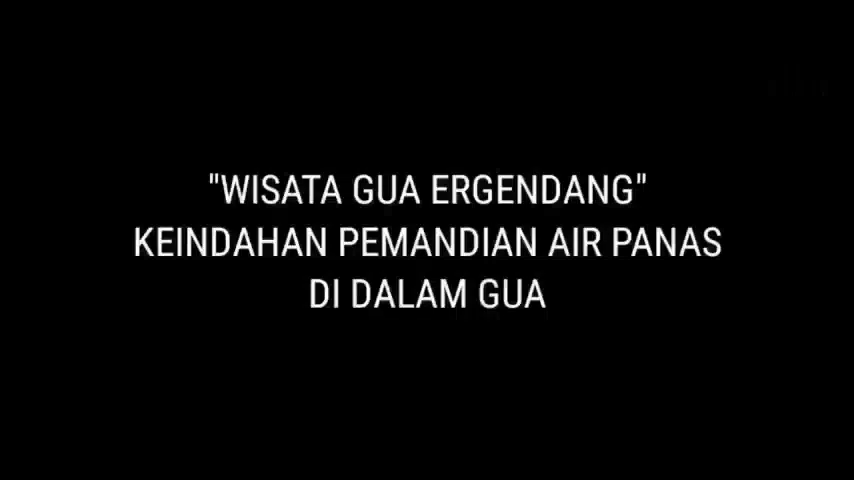 "WISATA GUA ERGENDANG"
KEINDAHAN PEMANDIAN AIR PANAS
DI DALAM GUA